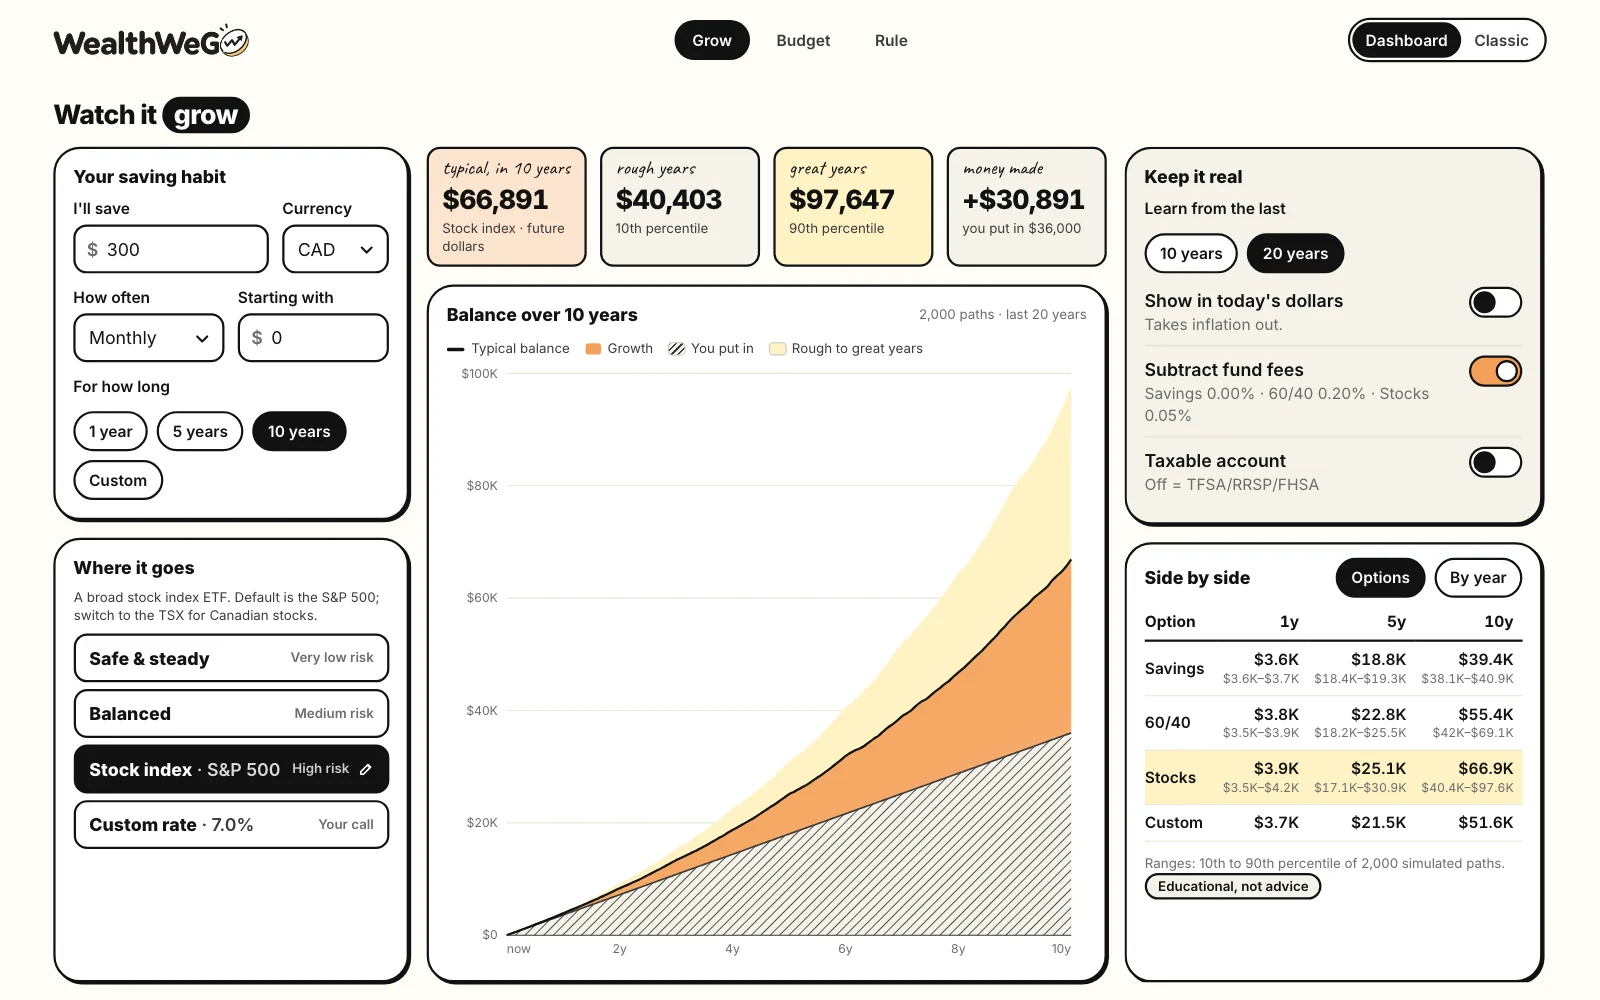 WealthWeGO
Grow
Budget
Rule
Dashboard
Classic
Watch it grow
Your saving habit
I'll save
Currency
$ 300
CAD
How often
Starting with
Monthly
$ 0
For how long
1 year
5 years
10 years
Custom
Where it goes
A broad stock index ETF. Default is the S&P 500;
switch to the TSX for Canadian stocks.
Safe & steady
Very low risk
Balanced
Medium risk
Stock index · S&P 500
High risk
Custom rate · 7.0%
Your call
typical, in 10 years
$66,891
Stock index · future
dollars
rough years
$40,403
10th percentile
great years
$97,647
90th percentile
money made
+$30,891
you put in $36,000
Balance over 10 years
2,000 paths · last 20 years
Typical balance
Growth
You put in
Rough to great years
$100K
$80K
$60K
$40K
$20K
$0
now
2y
4y
6y
8y
10y
Keep it real
Learn from the last
10 years
20 years
Show in today's dollars
Takes inflation out.
Subtract fund fees
Savings 0.00% · 60/40 0.20% · Stocks
0.05%
Taxable account
Off = TFSA/RRSP/FHSA
Side by side
Options
By year
Option 1y 5y 10y
Savings $3.6K $18.8K $39.4K
$3.6K–$3.7K $18.4K–$19.3K $38.1K–$40.9K
60/40 $3.8K $22.8K $55.4K
$3.5K–$3.9K $18.2K–$25.5K $42K–$69.1K
Stocks $3.9K $25.1K $66.9K
$3.5K–$4.2K $17.1K–$30.9K $40.4K–$97.6K
Custom $3.7K $21.5K $51.6K
Ranges: 10th to 90th percentile of 2,000 simulated paths.
Educational, not advice